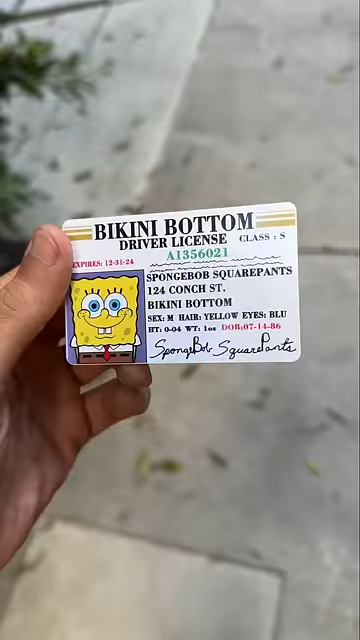 BIKINI BOTTOM
DRIVER LICENSE CLASS : S
A1356021
EXPIRES: 12-31-24
SPONGEBOB SQUAREPANTS
124 CONCH ST.
BIKINI BOTTOM
SEX: M HAIR: YELLOW EYES: BLU
HT: 0-04 WT: 1oz DOB:07-14-86
SpongeBob SquarePants